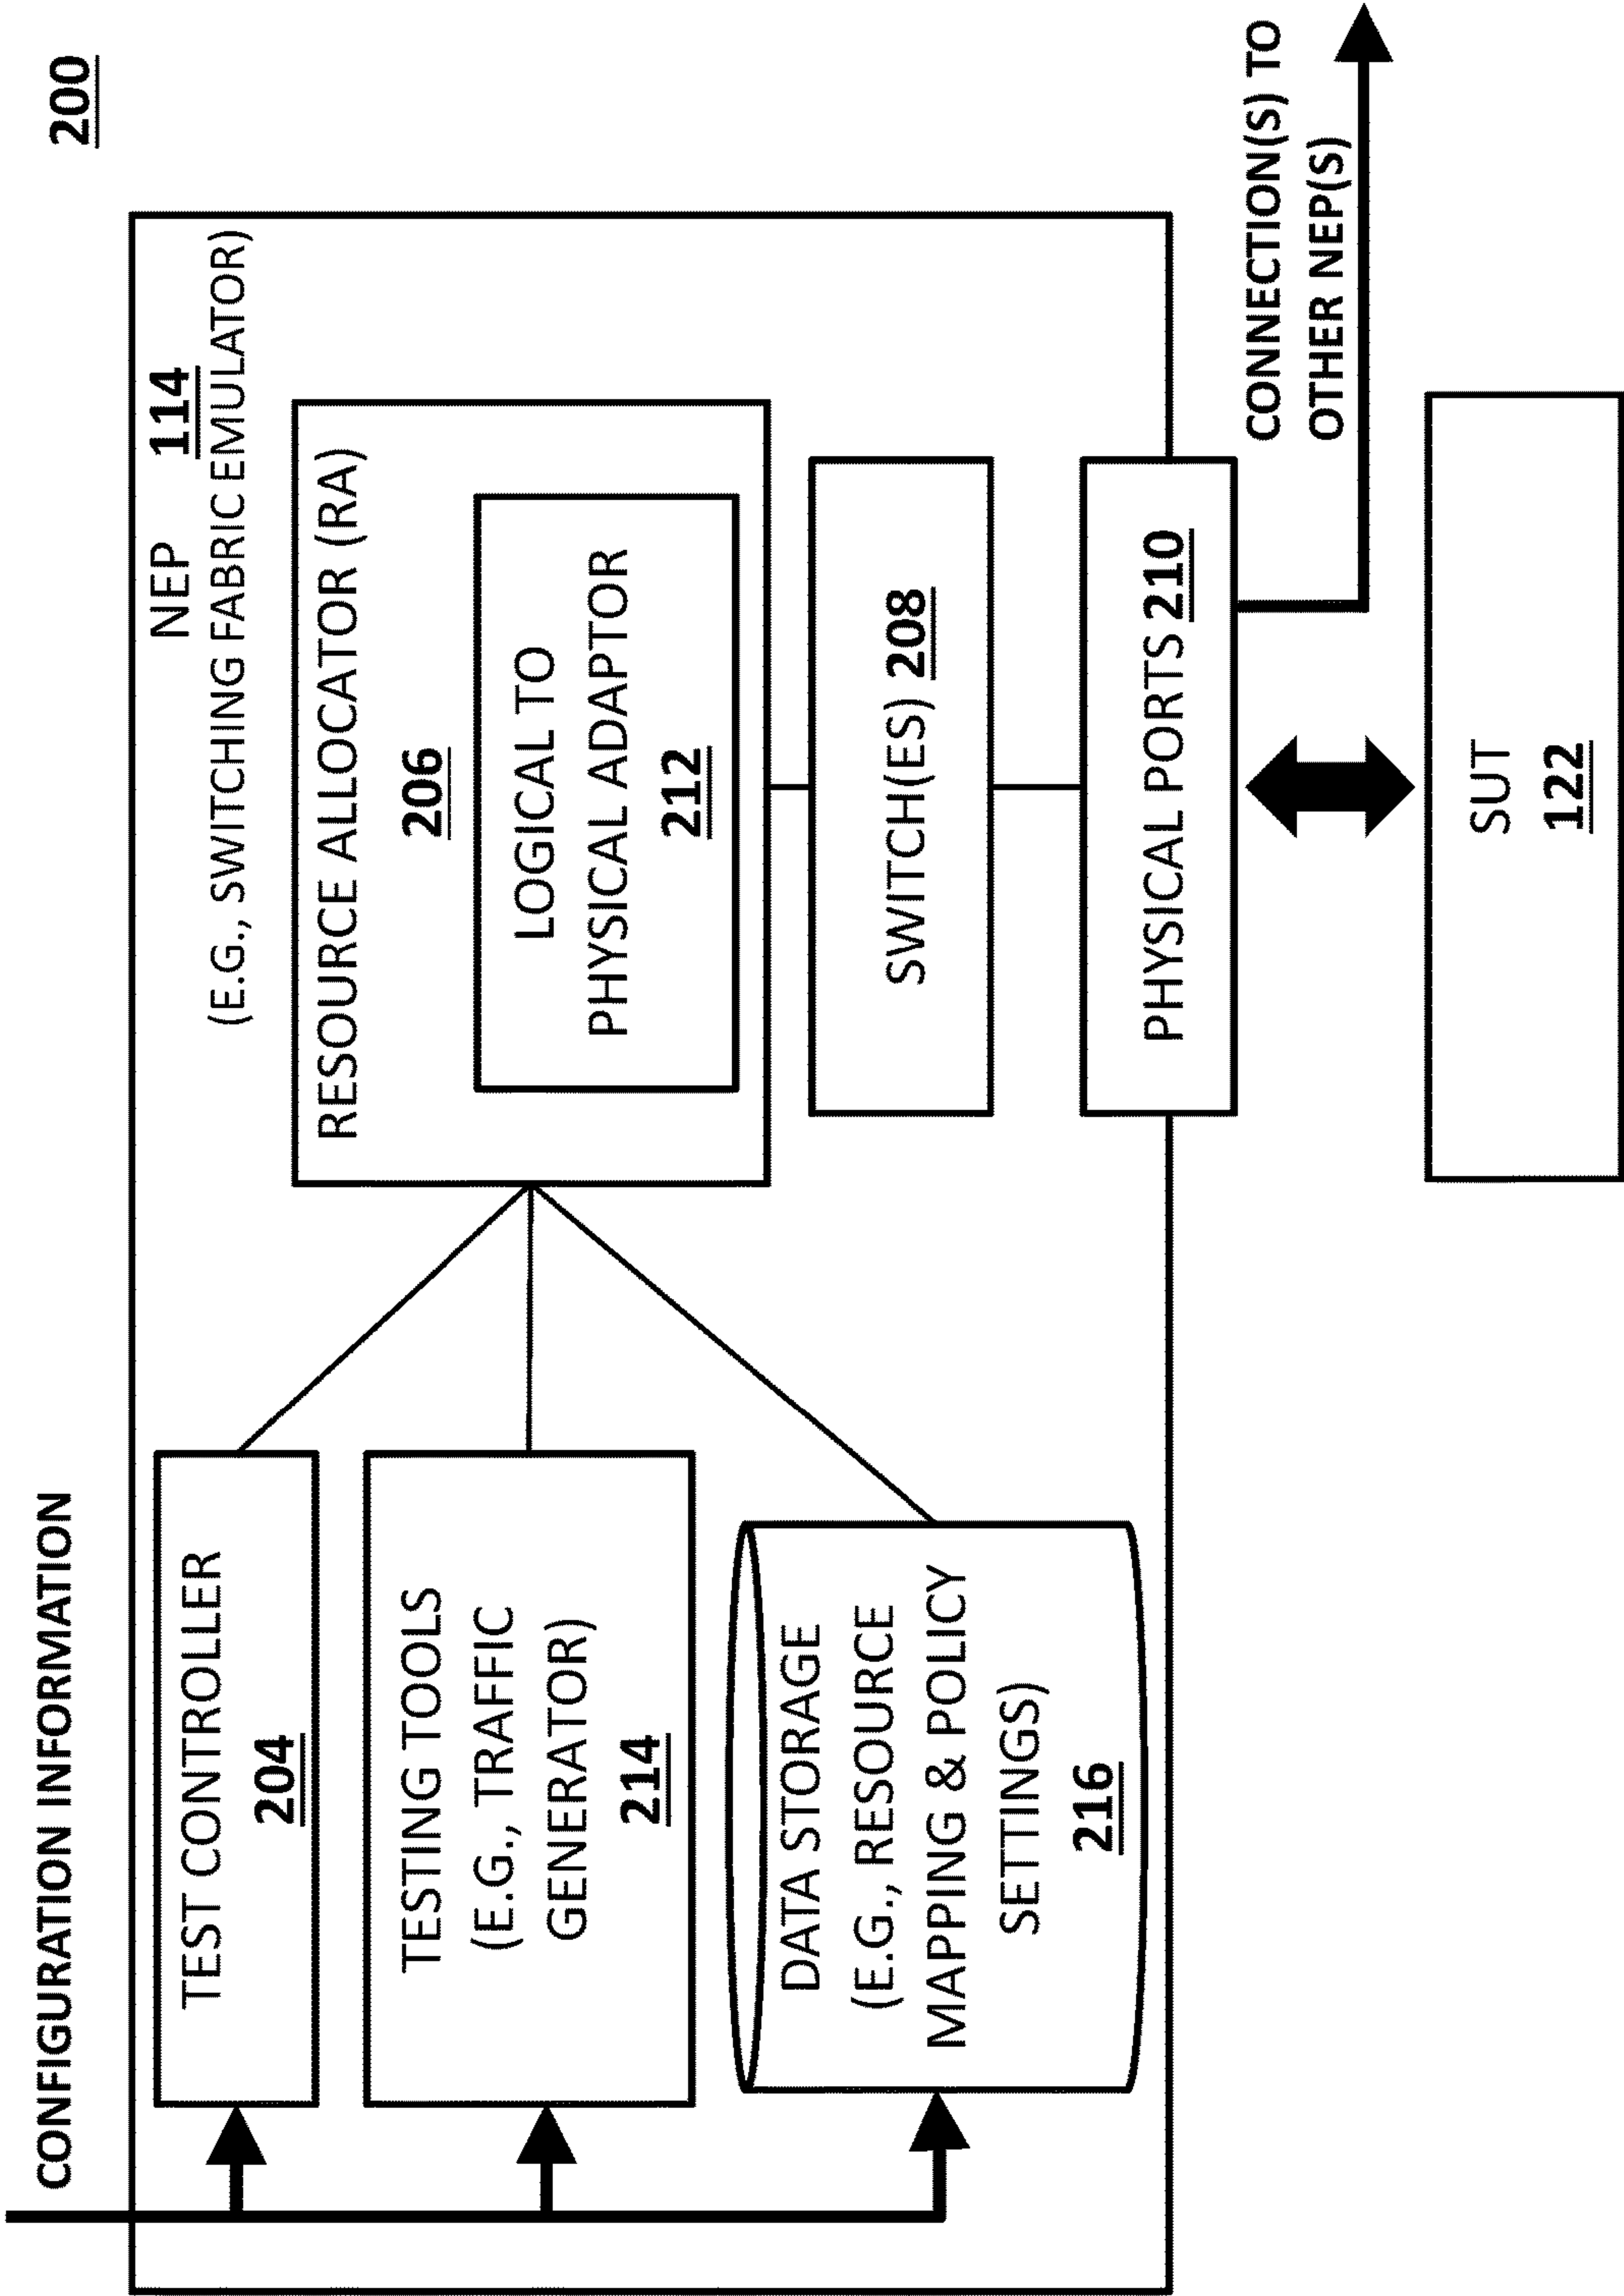 200
CONFIGURATION INFORMATION
NEP 114
(E.G., SWITCHING FABRIC EMULATOR)
TEST CONTROLLER
204
TESTING TOOLS
(E.G., TRAFFIC
GENERATOR)
214
DATA STORAGE
(E.G., RESOURCE
MAPPING & POLICY
SETTINGS)
216
RESOURCE ALLOCATOR (RA)
206
LOGICAL TO
PHYSICAL ADAPTOR
212
SWITCH(ES) 208
PHYSICAL PORTS 210
CONNECTION(S) TO
OTHER NEP(S)
SUT
122